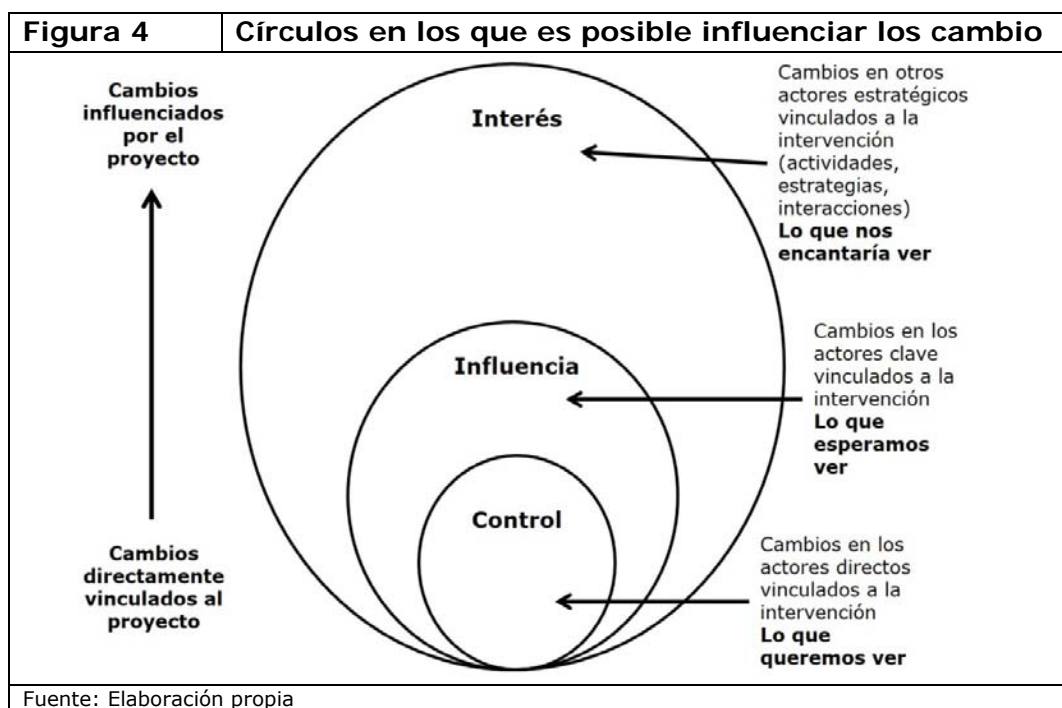 Figura 4
Círculos en los que es posible influenciar los cambio
Cambios
influenciados
por el
proyecto
Interés
Cambios en otros
actores estratégicos
vinculados a la
intervención
(actividades,
estrategias,
interacciones)
Lo que nos
encantaría ver
Influencia
Cambios en los
actores clave
vinculados a la
intervención
Lo que
esperamos
ver
Control
Cambios
directamente
vinculados al
proyecto
Cambios en los
actores directos
vinculados a la
intervención
Lo que
queremos ver
Fuente: Elaboración propia